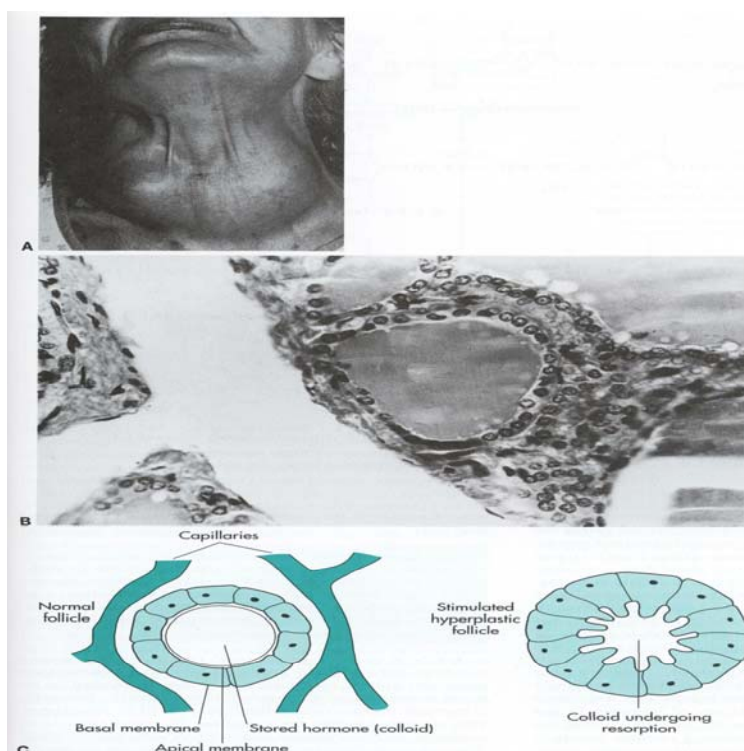 A
B
Capillaries
Normal
follicle
Stimulated
hyperplastic
follicle
Basal membrane
Stored hormone (colloid)
Apical membrane
Colloid undergoing
resorption
C